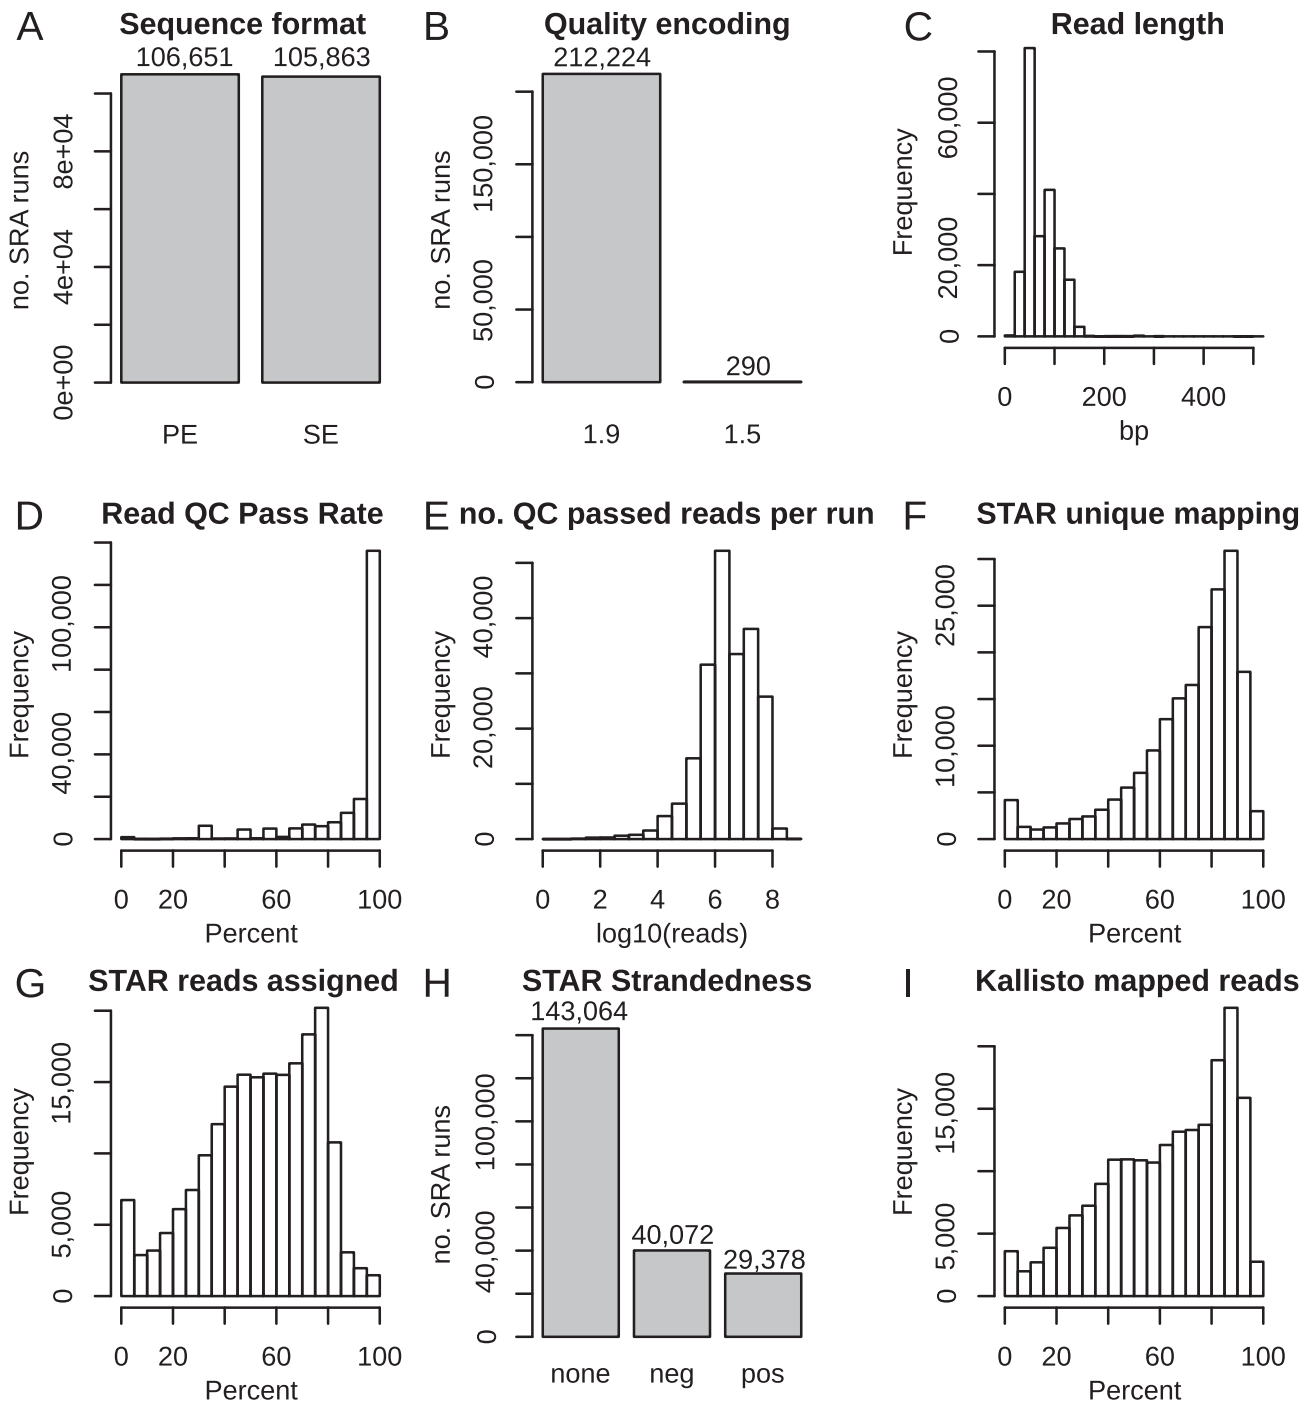 A Sequence format
106,651 105,863
no. SRA runs
0e+00 4e+04 8e+04
PE SE
B Quality encoding
212,224
290
no. SRA runs
0 50,000 150,000
1.9 1.5
C Read length
Frequency
0 20,000 60,000
0 200 400
bp
D Read QC Pass Rate
Frequency
0 40,000 100,000
0 20 60 100
Percent
E no. QC passed reads per run
Frequency
0 20,000 40,000
0 2 4 6 8
log10(reads)
F STAR unique mapping
Frequency
0 10,000 25,000
0 20 60 100
Percent
G STAR reads assigned
Frequency
0 5,000 15,000
0 20 60 100
Percent
H STAR Strandedness
143,064
40,072
29,378
no. SRA runs
0 40,000 100,000
none neg pos
I Kallisto mapped reads
Frequency
0 5,000 15,000
0 20 60 100
Percent